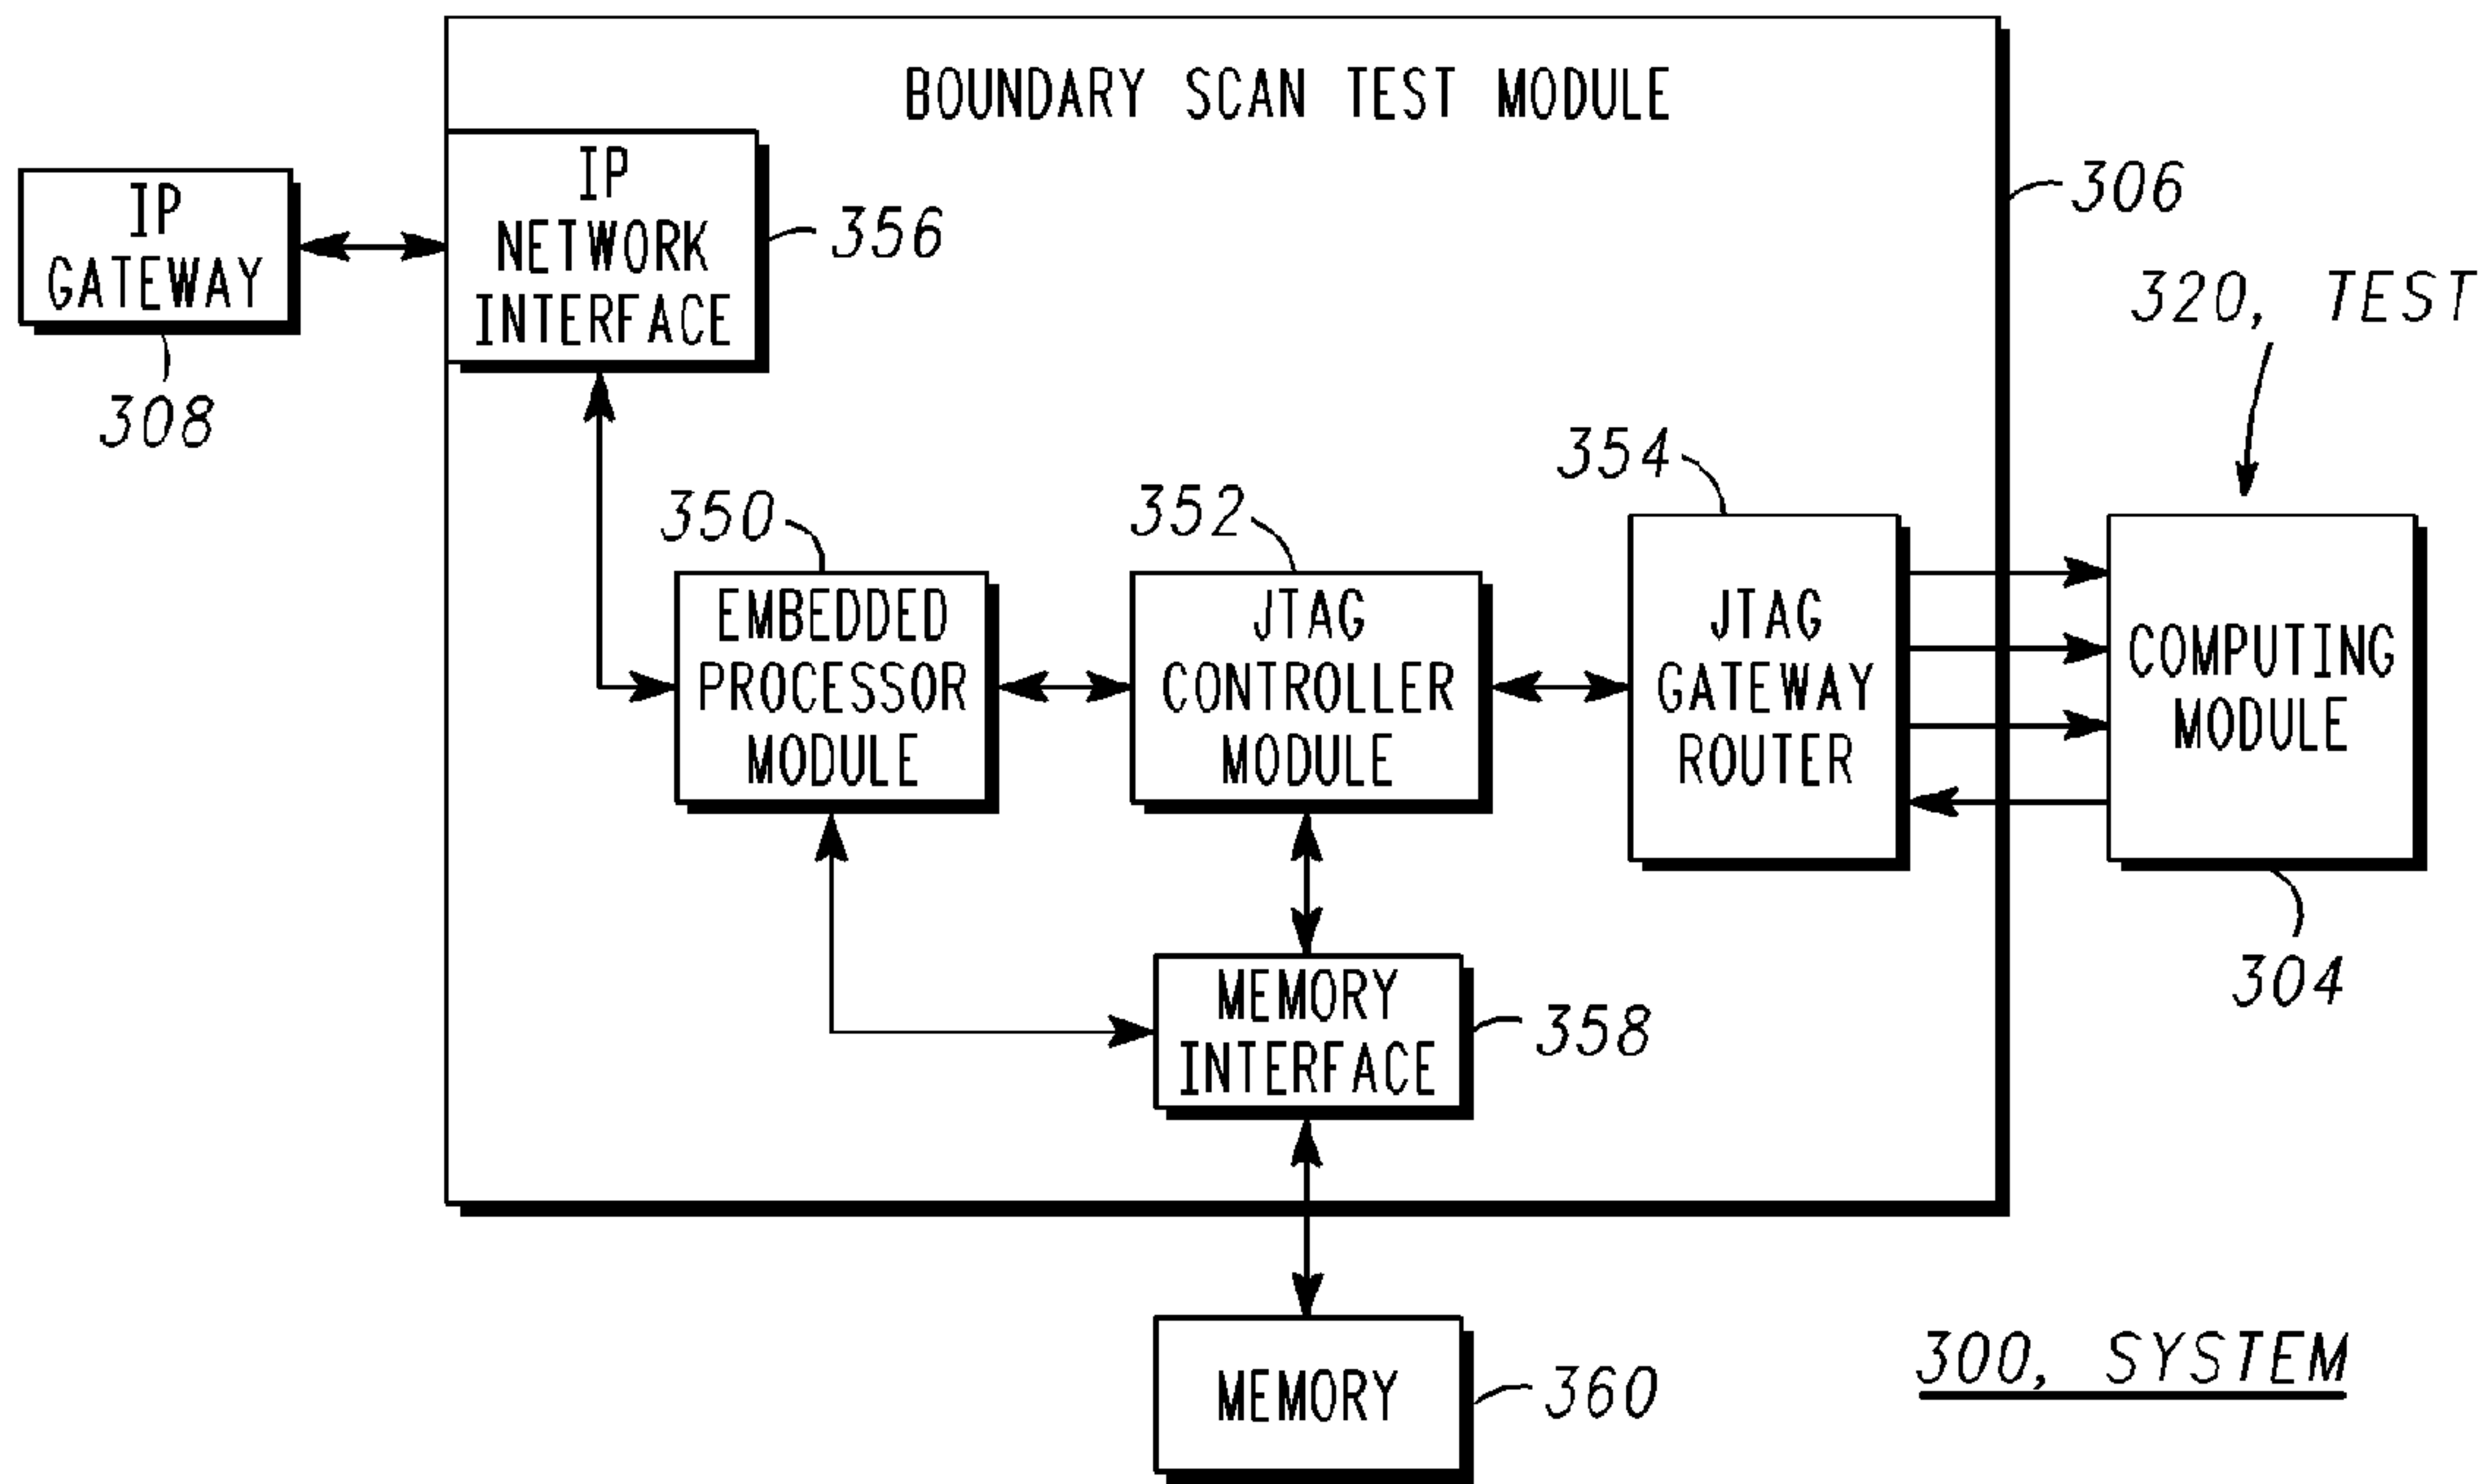 BOUNDARY SCAN TEST MODULE
IP
GATEWAY
308
IP
NETWORK
INTERFACE
356
306
320, TEST
350
EMBEDDED
PROCESSOR
MODULE
352
JTAG
CONTROLLER
MODULE
354
JTAG
GATEWAY
ROUTER
COMPUTING
MODULE
304
MEMORY
INTERFACE
358
MEMORY
360
300, SYSTEM